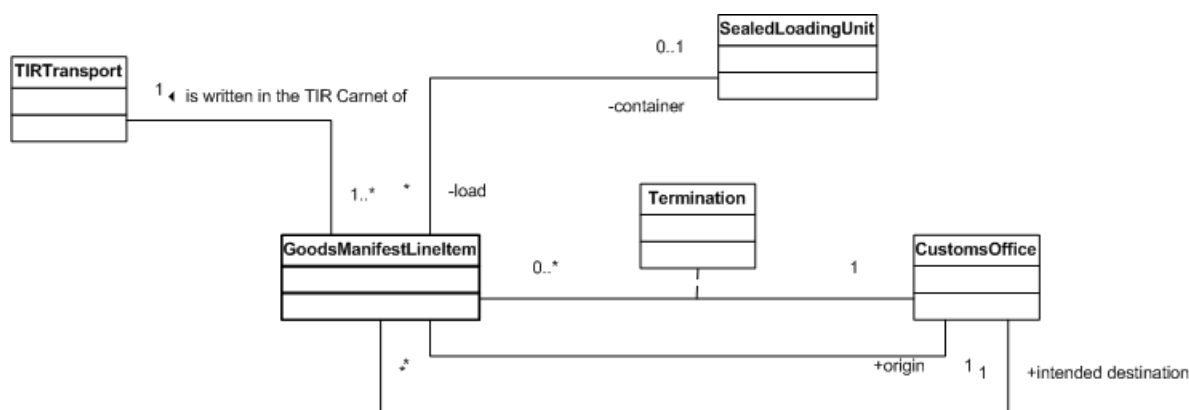 SealedLoadingUnit
0..1
TIRTransport
1 ◄ is written in the TIR Carnet of
-container
1..*
*
-load
Termination
GoodsManifestLineItem
CustomsOffice
0..*
1
*
*
+origin
1
1
+intended destination